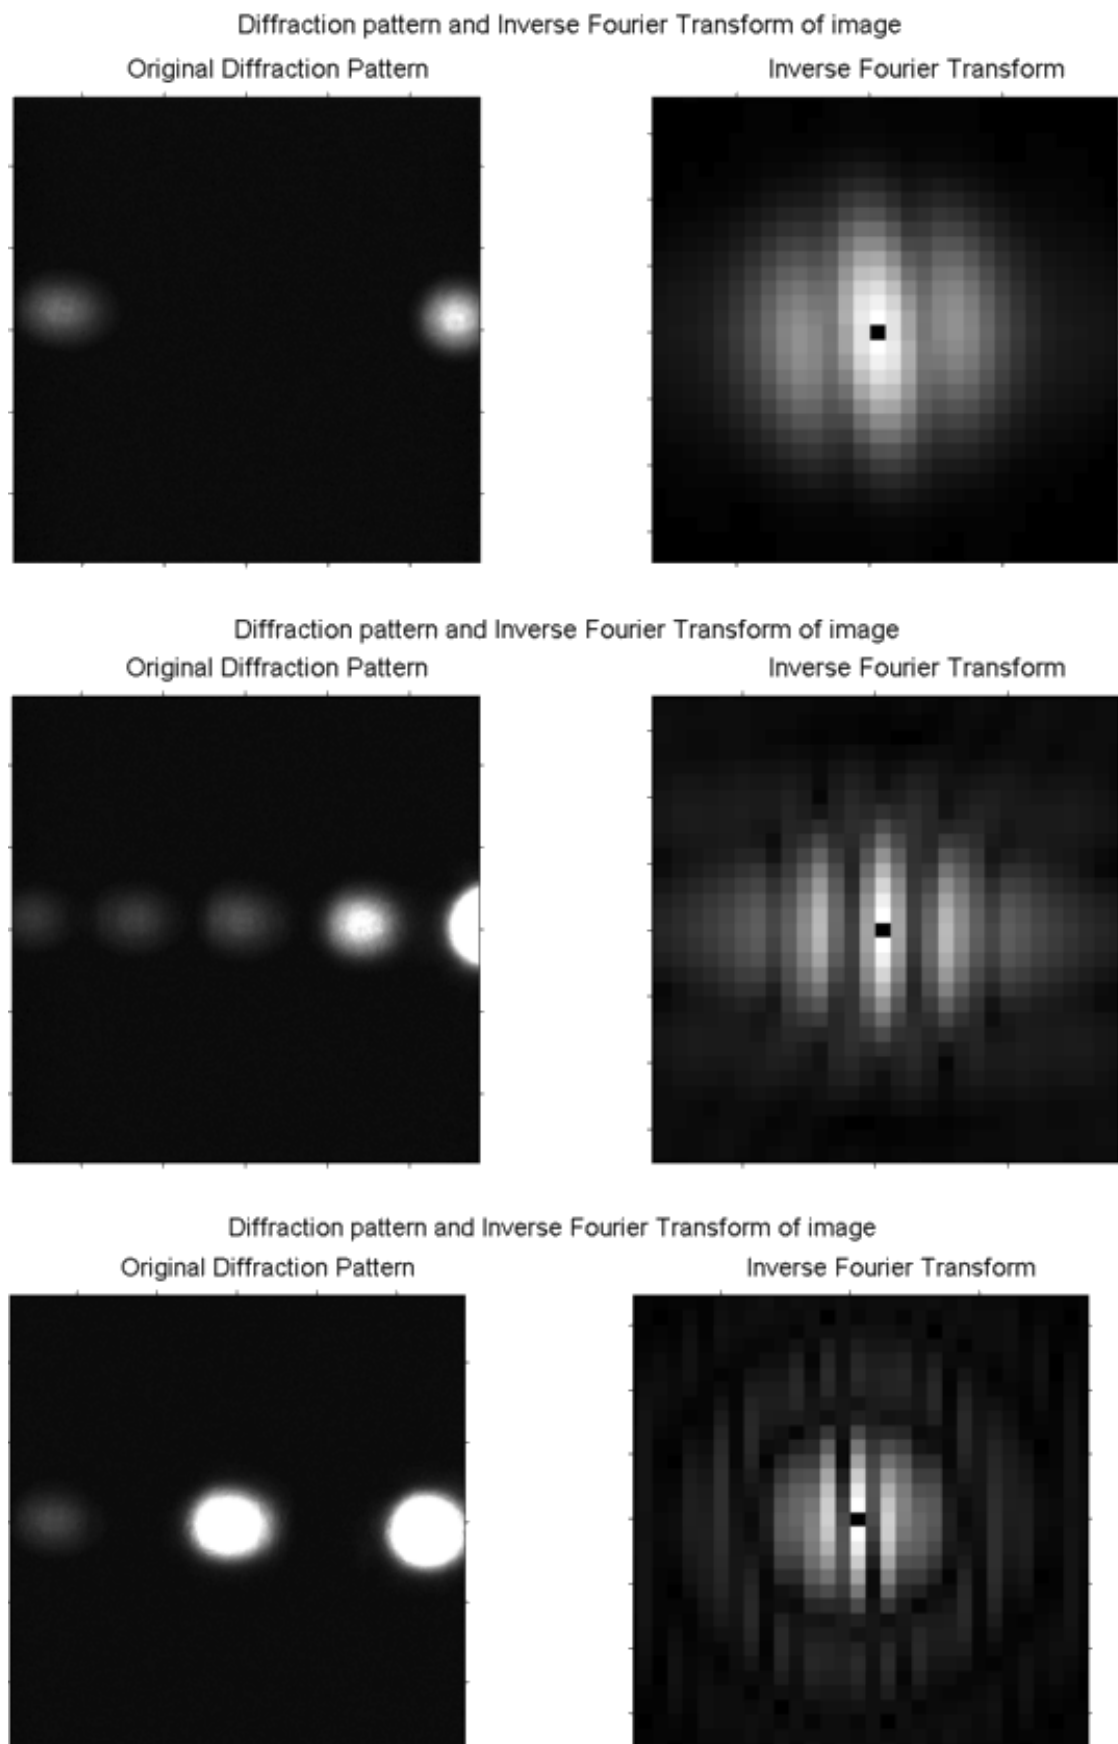 Diffraction pattern and Inverse Fourier Transform of image
Original Diffraction Pattern
Inverse Fourier Transform
Diffraction pattern and Inverse Fourier Transform of image
Original Diffraction Pattern
Inverse Fourier Transform
Diffraction pattern and Inverse Fourier Transform of image
Original Diffraction Pattern
Inverse Fourier Transform